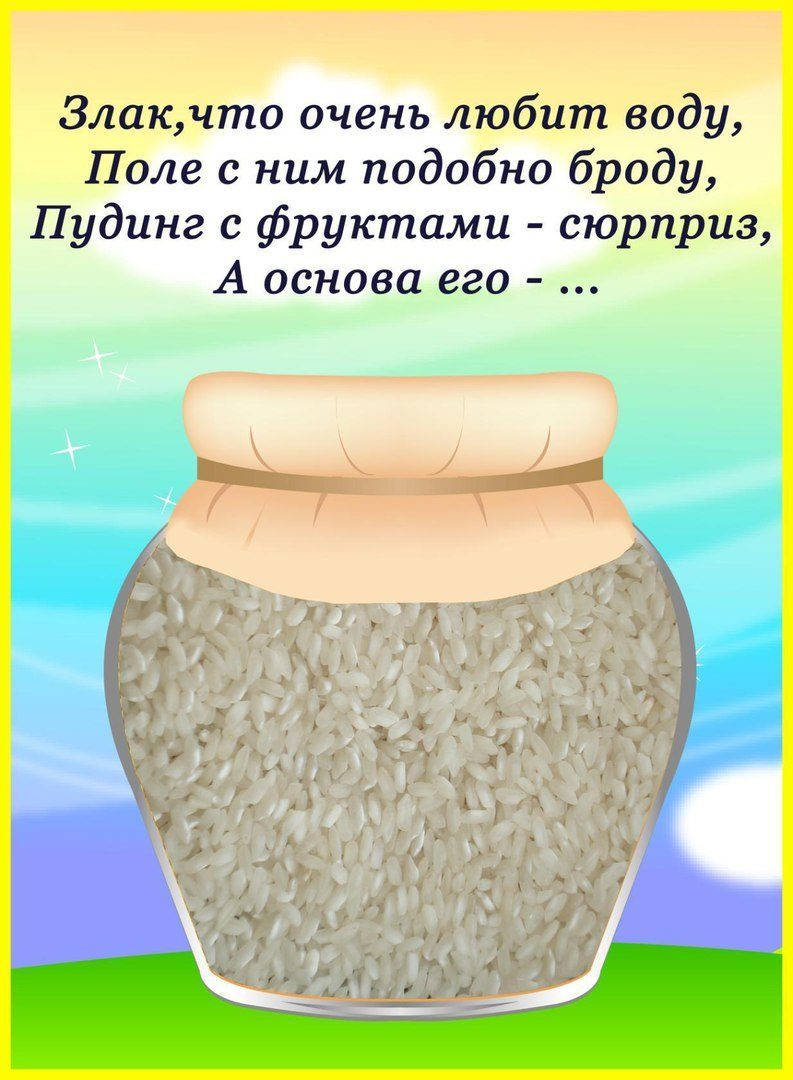 Злак,что очень любит воду,
Поле с ним подобно броду,
Пудинг с фруктами - сюрприз,
А основа его - ...